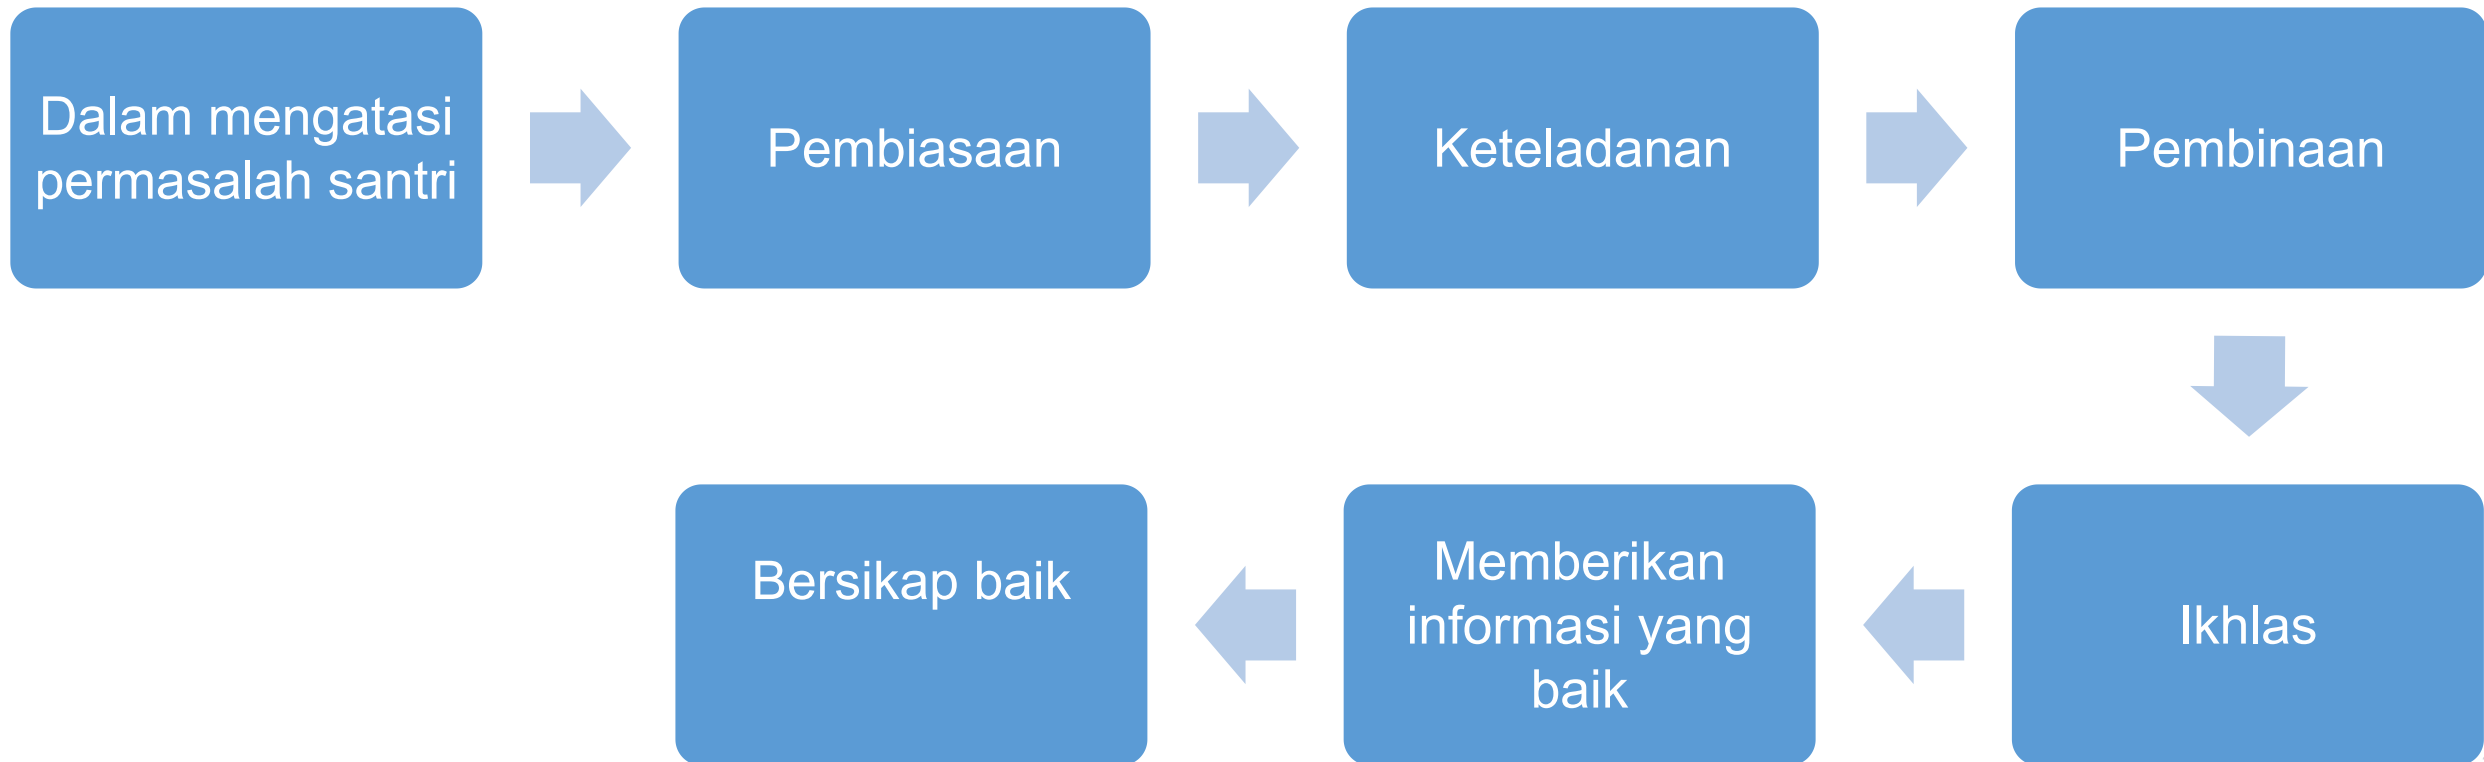 Dalam mengatasi
permasalah santri
Pembiasaan
Keteladanan
Pembinaan
Ikhlas
Memberikan
informasi yang
baik
Bersikap baik